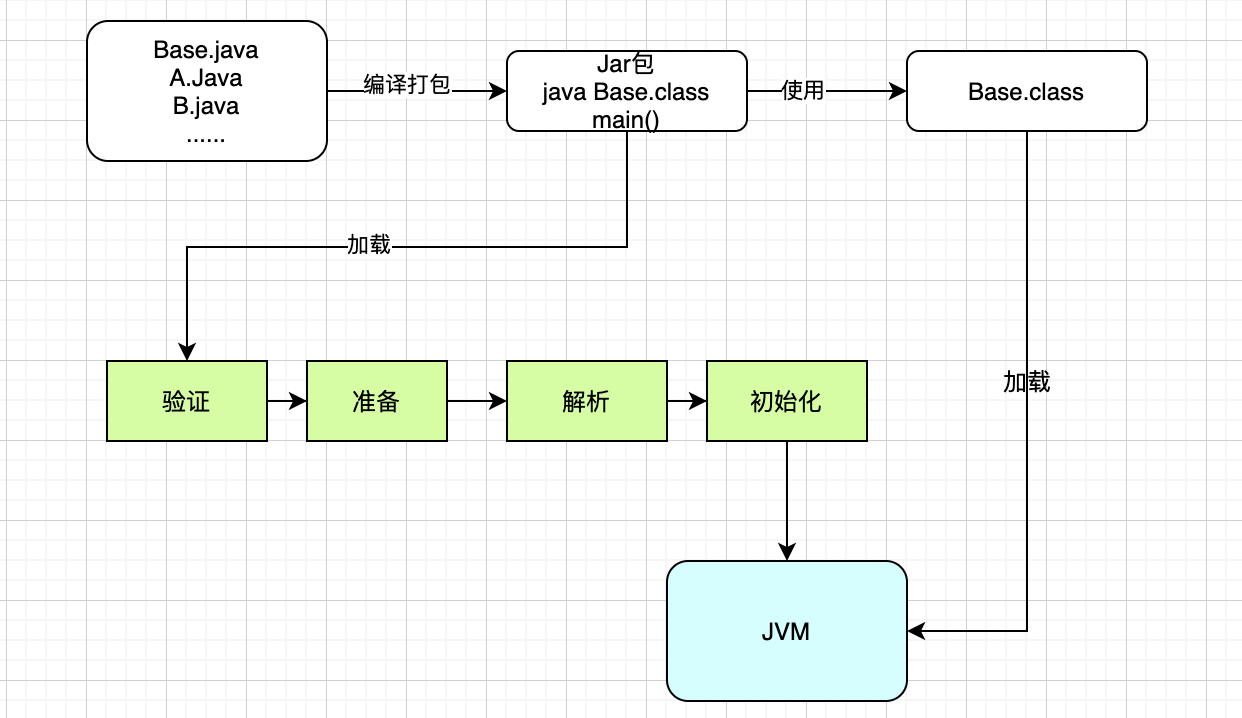 Base.java
A.Java
B.java
......
编译打包
Jar包
java Base.class
main()
使用
Base.class
加载
加载
验证
准备
解析
初始化
JVM